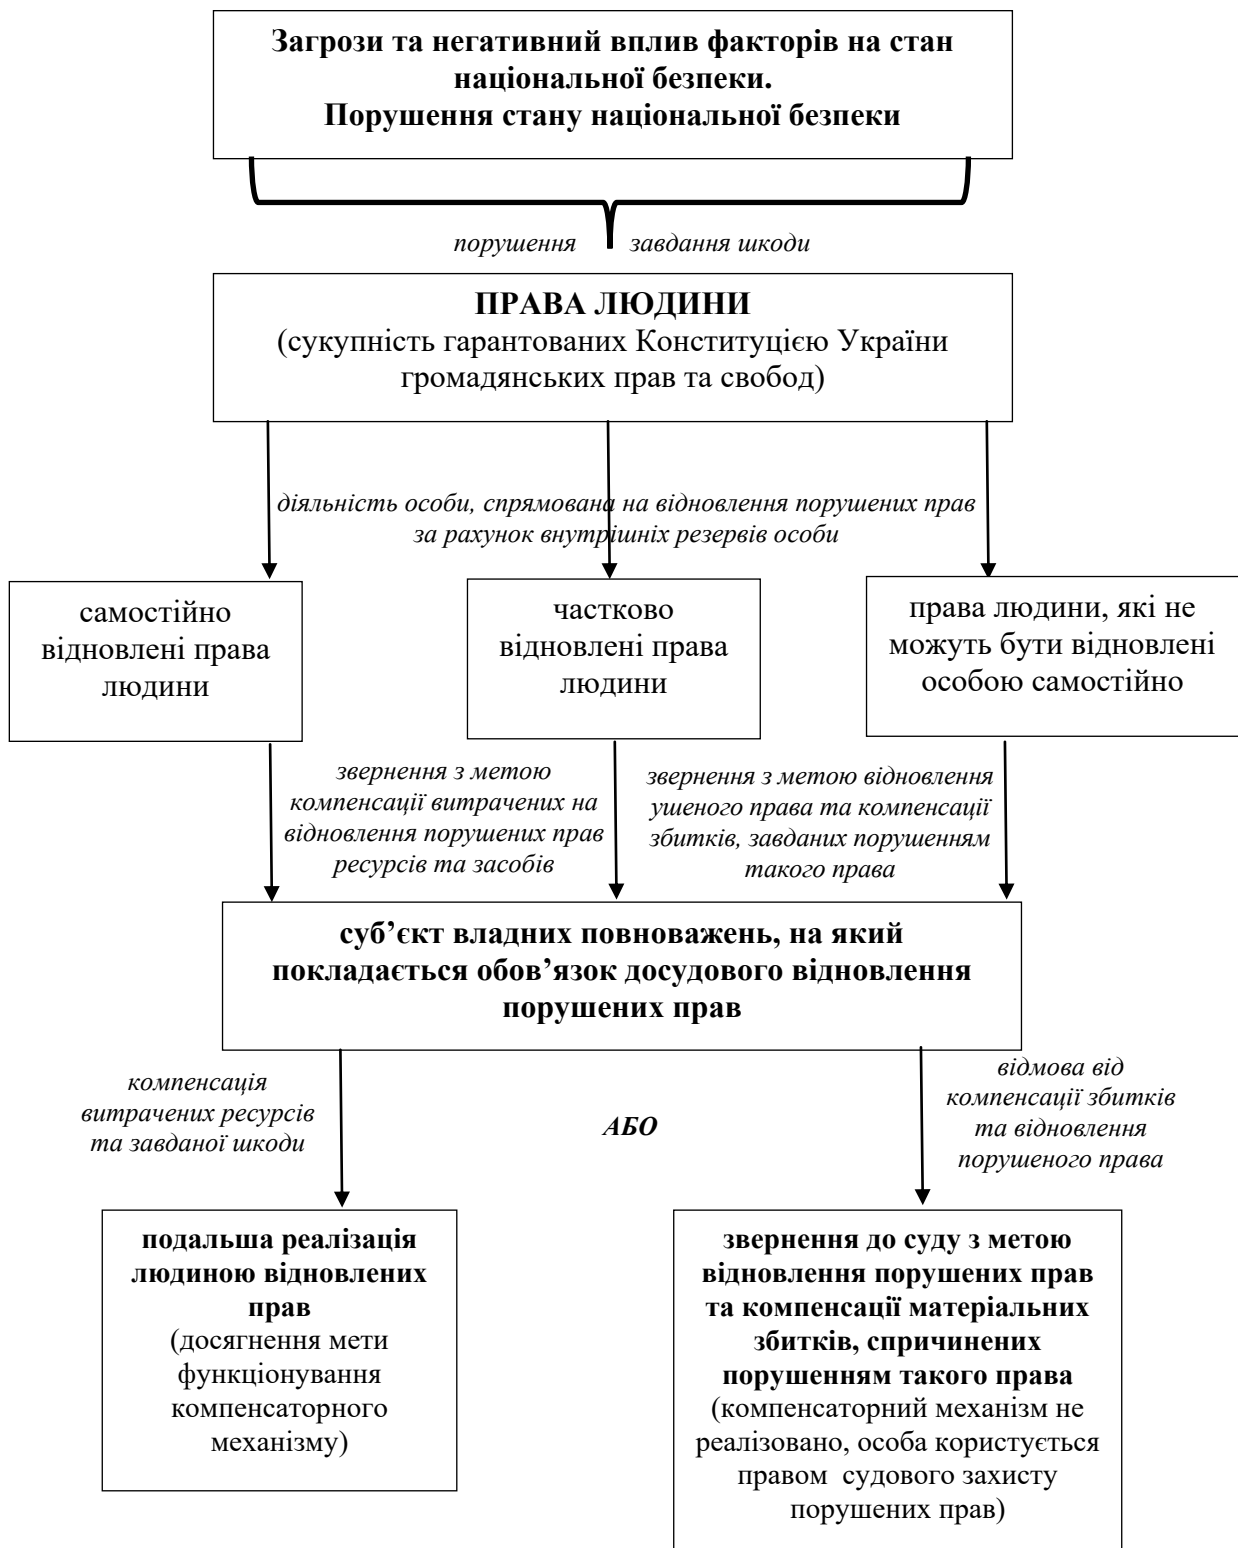 Загрози та негативний вплив факторів на стан
національної безпеки.
Порушення стану національної безпеки
порушення
завдання шкоди
ПРАВА ЛЮДИНИ
(сукупність гарантованих Конституцією України
громадянських прав та свобод)
діяльність особи, спрямована на відновлення порушених прав
за рахунок внутрішніх резервів особи
самостійно
відновлені права
людини
частково
відновлені права
людини
права людини, які не
можуть бути відновлені
особою самостійно
звернення з метою
компенсації витрачених на
відновлення порушених прав
ресурсів та засобів
звернення з метою відновлення
ушеного права та компенсації
збитків, завданих порушенням
такого права
суб’єкт владних повноважень, на який
покладається обов’язок досудового відновлення
порушених прав
компенсація
витрачених ресурсів
та завданої шкоди
АБО
відмова від
компенсації збитків
та відновлення
порушеного права
подальша реалізація
людиною відновлених
прав
(досягнення мети
функціонування
компенсаторного
механізму)
звернення до суду з метою
відновлення порушених прав
та компенсації матеріальних
збитків, спричинених
порушенням такого права
(компенсаторний механізм не
реалізовано, особа користується
правом судового захисту
порушених прав)